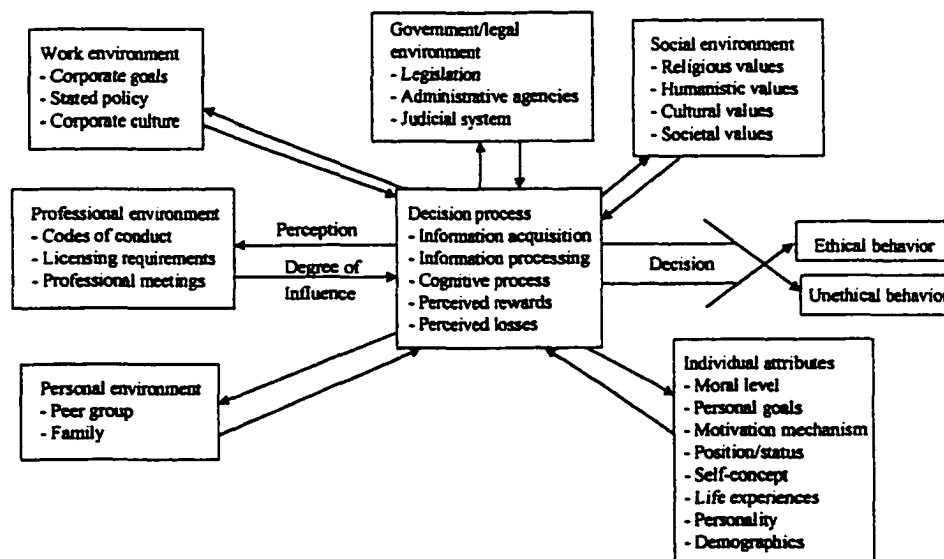 Work environment
- Corporate goals
- Stated policy
- Corporate culture
Government/legal
environment
- Legislation
- Administrative agencies
- Judicial system
Social environment
- Religious values
- Humanistic values
- Cultural values
- Societal values
Professional environment
- Codes of conduct
- Licensing requirements
- Professional meetings
Perception
Degree of
Influence
Decision process
- Information acquisition
- Information processing
- Cognitive process
- Perceived rewards
- Perceived losses
Decision
Ethical behavior
Unethical behavior
Personal environment
- Peer group
- Family
Individual attributes
- Moral level
- Personal goals
- Motivation mechanism
- Position/status
- Self-concept
- Life experiences
- Personality
- Demographics